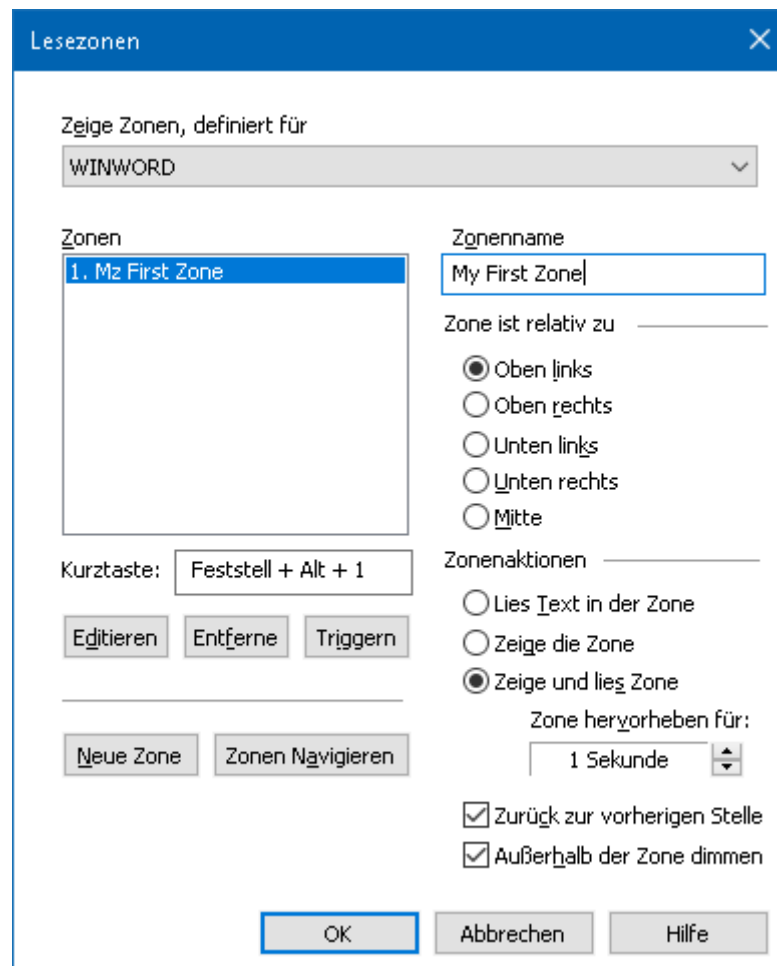 Lesezonen
Zeige Zonen, definiert für
WINWORD
Zonen
1. Mz First Zone
Kurztaste:
Feststell + Alt + 1
Editieren
Entferne
Triggern
Neue Zone
Zonen Navigieren
Zonenname
My First Zone
Zone ist relativ zu
Oben links
Oben rechts
Unten links
Unten rechts
Mitte
Zonenaktionen
Lies Text in der Zone
Zeige die Zone
Zeige und lies Zone
Zone hervorheben für:
1 Sekunde
Zurück zur vorherigen Stelle
Außerhalb der Zone dimmen
OK
Abbrechen
Hilfe